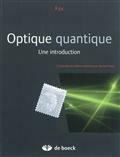 Fox
Optique quantique
Une introduction
de boeck